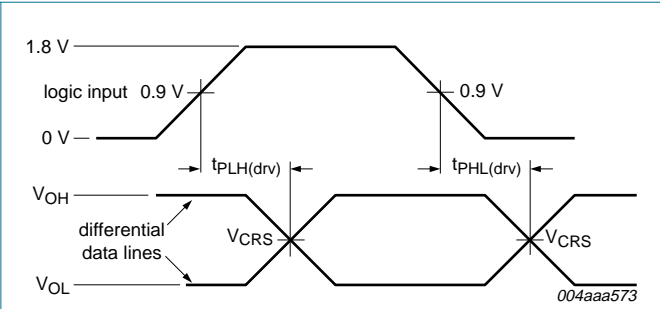 1.8 V
logic input 0.9 V
0.9 V
0 V
tPLH(drv)
tPHL(drv)
VOH
differential
data lines
VCRS
VCRS
VOL
004aaa573